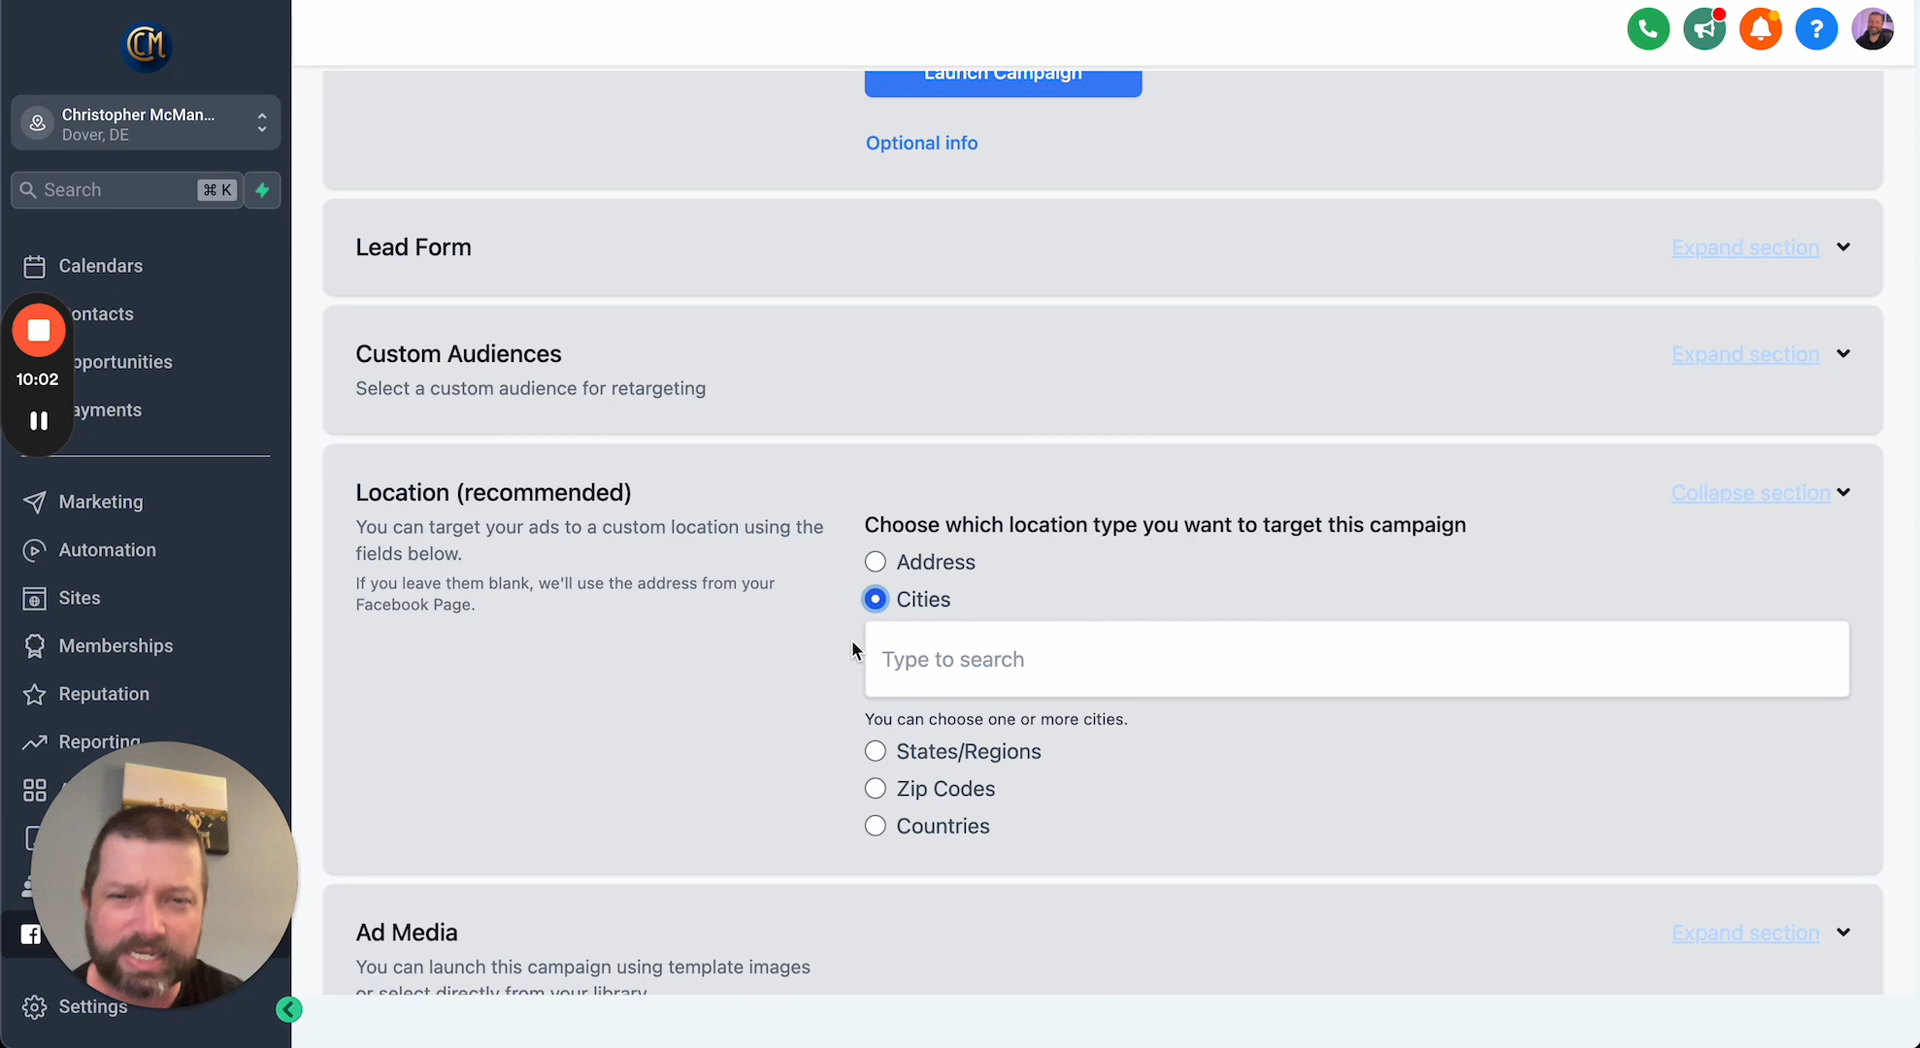 CM
Christopher McMan...
Dover, DE
Search
⌘ K
Calendars
ontacts
pportunities
10:02
ayments
Marketing
Automation
Sites
Memberships
Reputation
Reporting
Settings
Launch Campaign
Optional info
Lead Form
Expand section
Custom Audiences
Expand section
Select a custom audience for retargeting
Location (recommended)
Collapse section
You can target your ads to a custom location using the
fields below.
If you leave them blank, we'll use the address from your
Facebook Page.
Choose which location type you want to target this campaign
Address
Cities
Type to search
You can choose one or more cities.
States/Regions
Zip Codes
Countries
Ad Media
Expand section
You can launch this campaign using template images
or select directly from your library